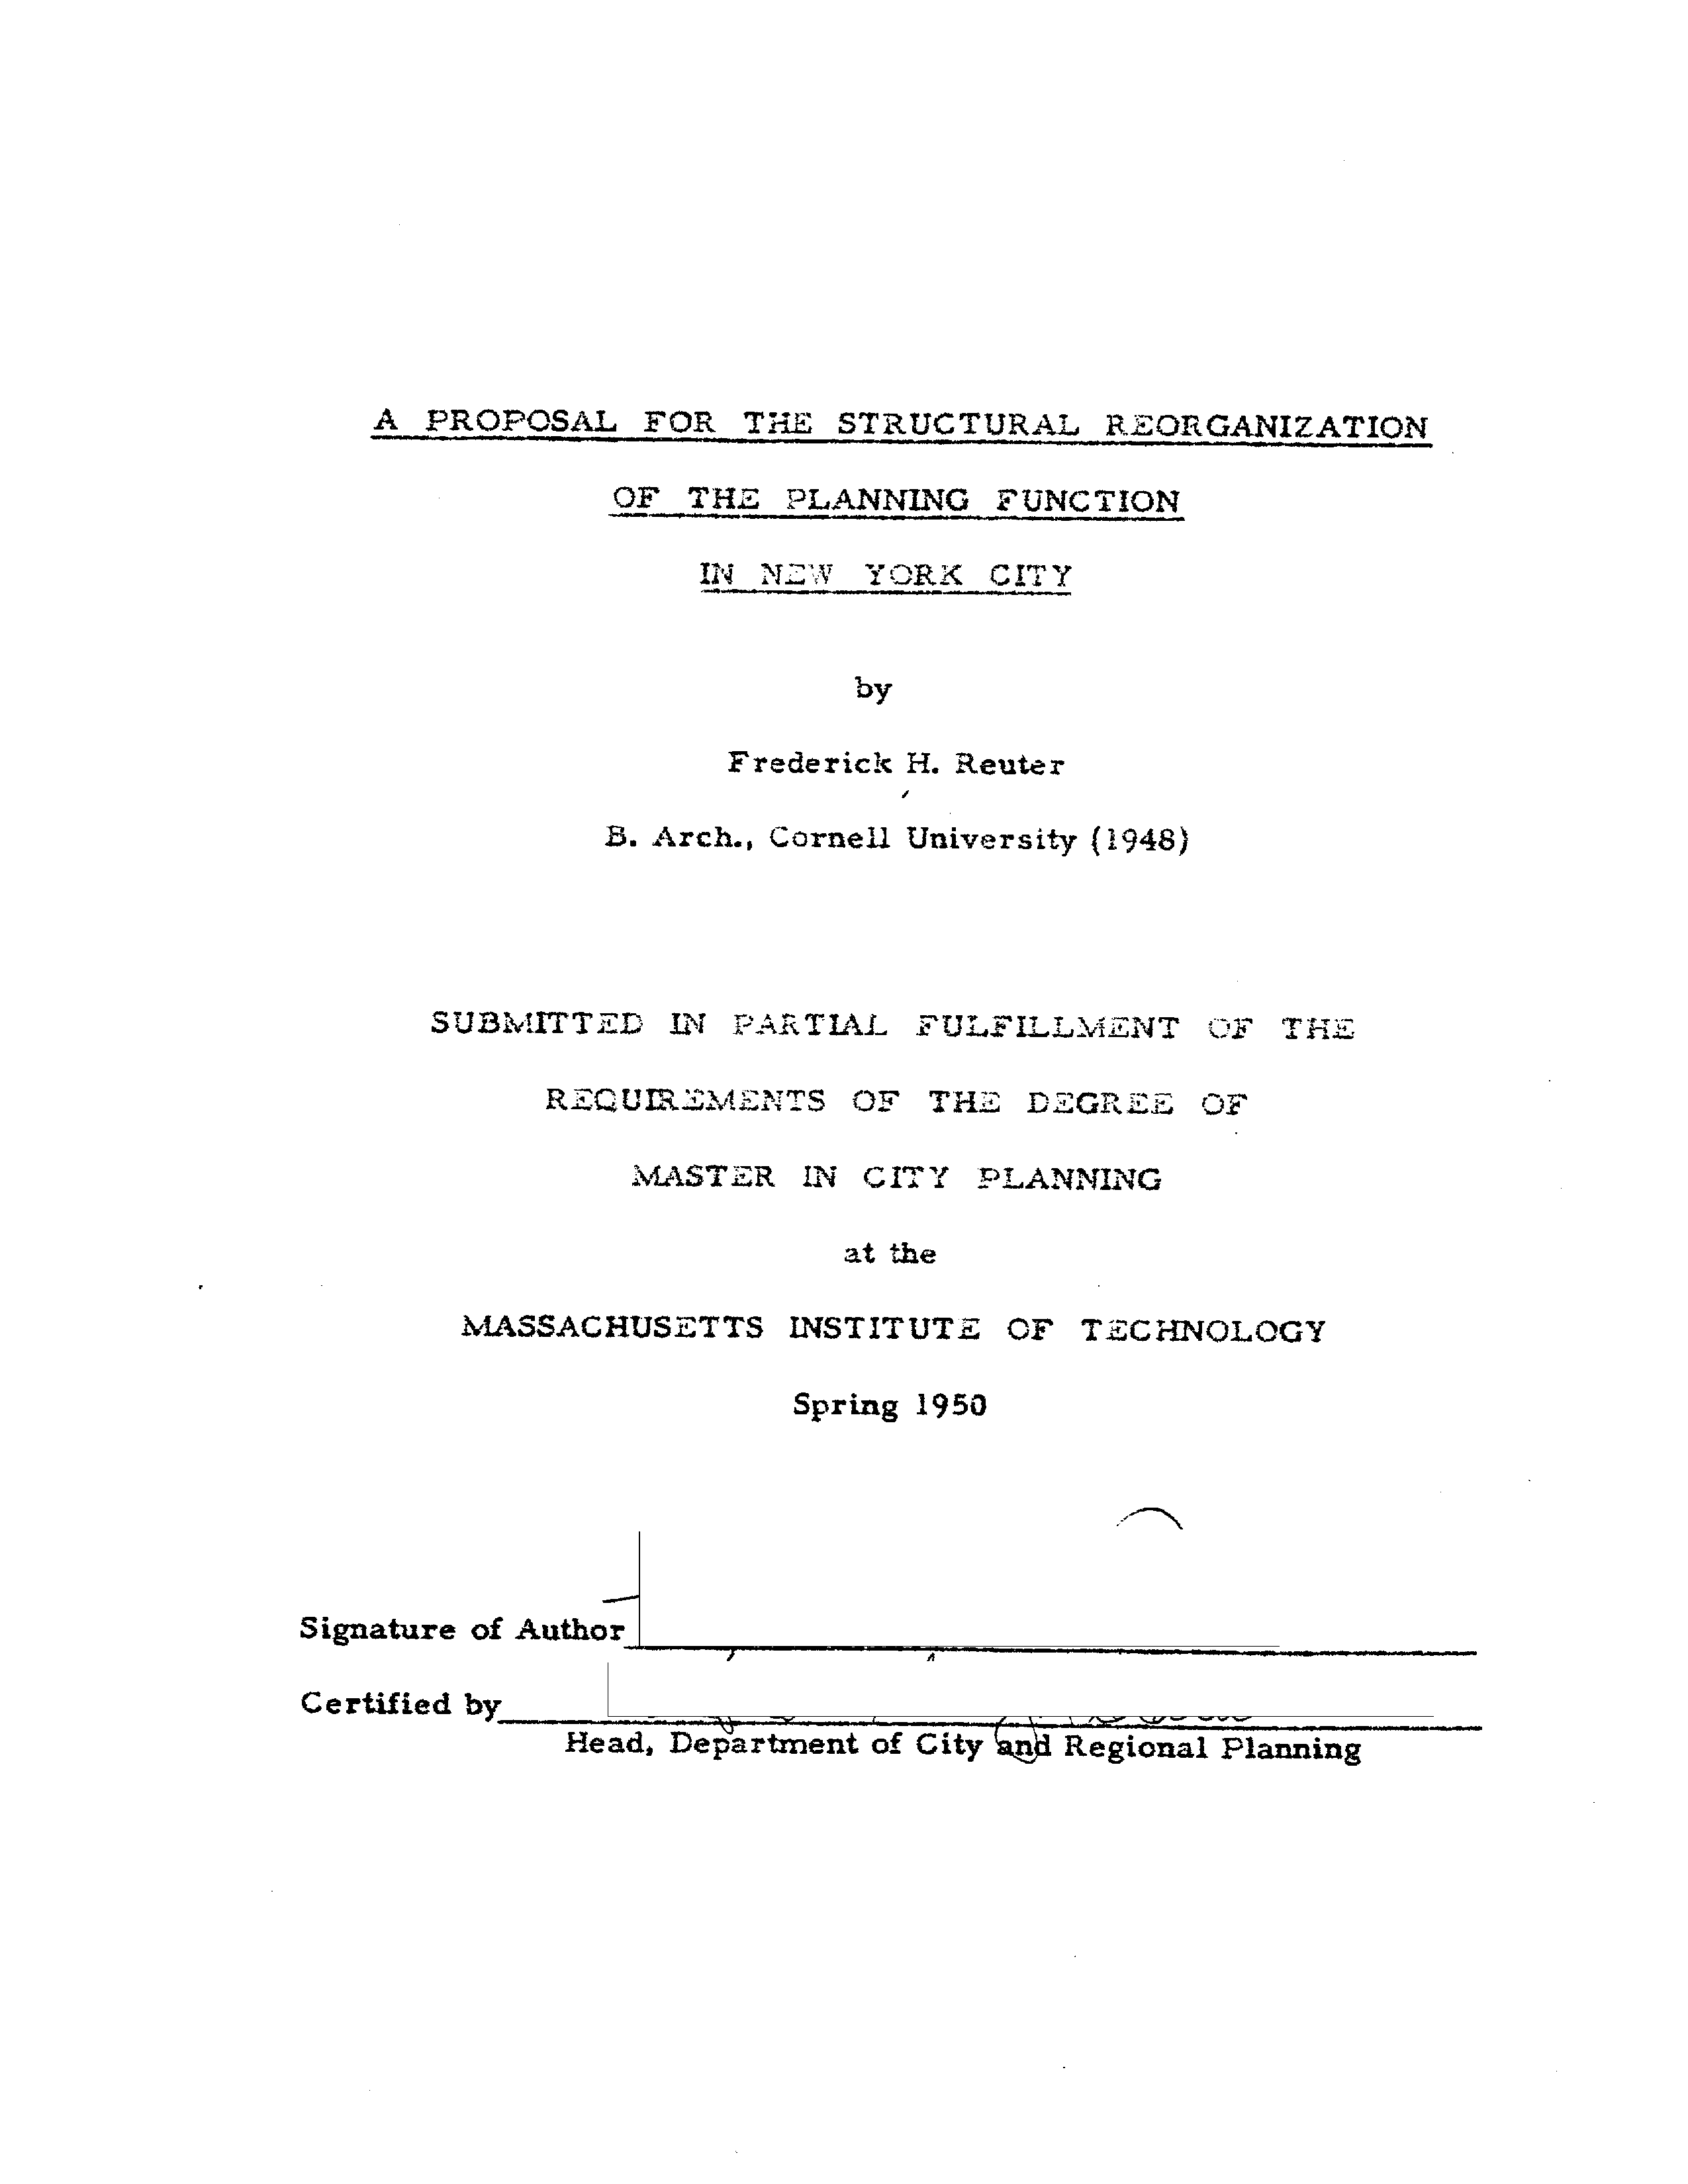 A PROPOSAL FOR THE STRUCTURAL REORGANIZATION
OF THE PLANNING FUNCTION
IN NEW YORK CITY
by
Frederick H. Reuter
B. Arch., Cornell University (1948)
SUBMITTED IN PARTIAL FULFILLMENT OF THE
REQUIREMENTS OF THE DEGREE OF
MASTER IN CITY PLANNING
at the
MASSACHUSETTS INSTITUTE OF TECHNOLOGY
Spring 1950
Signature of Author
Certified by
Head, Department of City and Regional Planning